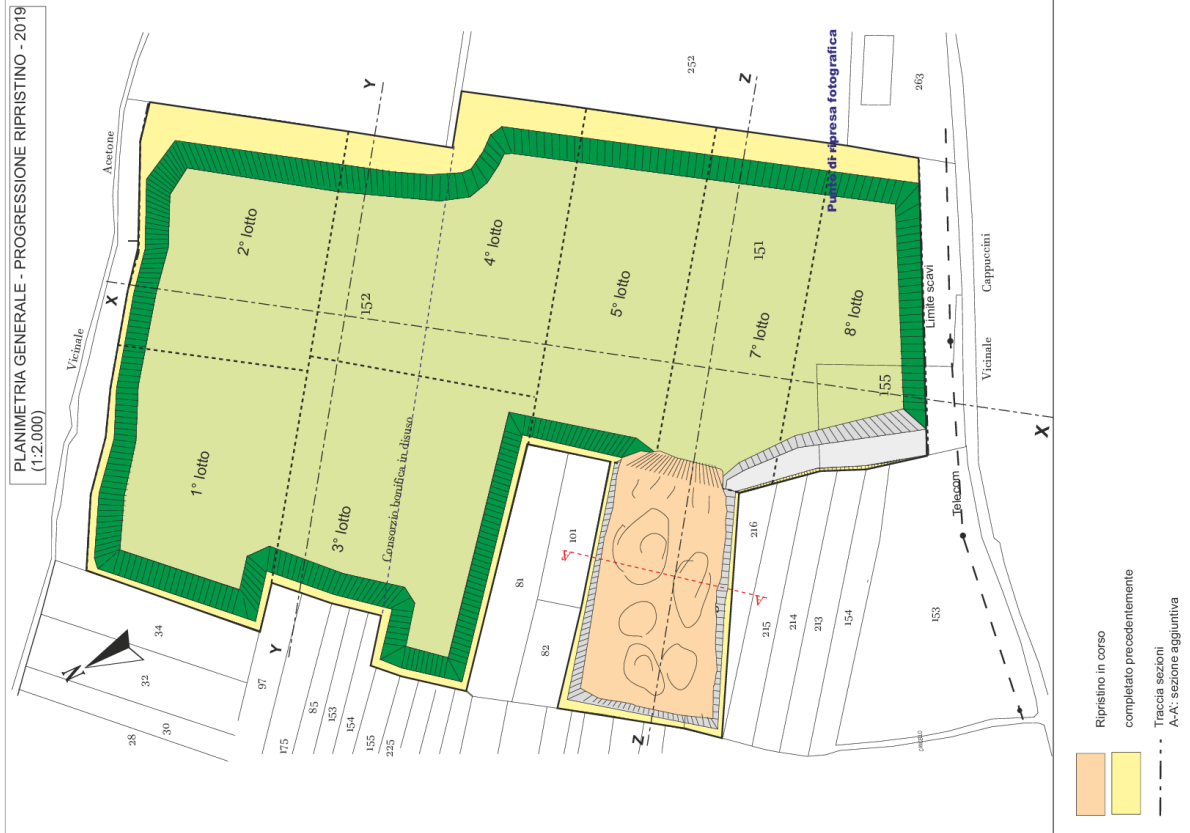 PLANIMETRIA GENERALE - PROGRESSIONE RIPRISTINO - 2019
(1:2.000)
Vicinale
Acetone
X
Y
Z
N
1° lotto
2° lotto
3° lotto
4° lotto
5° lotto
7° lotto
8° lotto
152
151
155
252
263
Consorzio bonifica in disuso
Punto di ripresa fotografica
Limite scavi
Cappuccini
Vicinale
Telecom
X
Y
Z
A
A'
28
30
32
34
97
175
85
153
154
155
225
81
82
101
216
215
214
213
154
153
Ripristino in corso
completato precedentemente
Traccia sezioni
A-A': sezione aggiuntiva